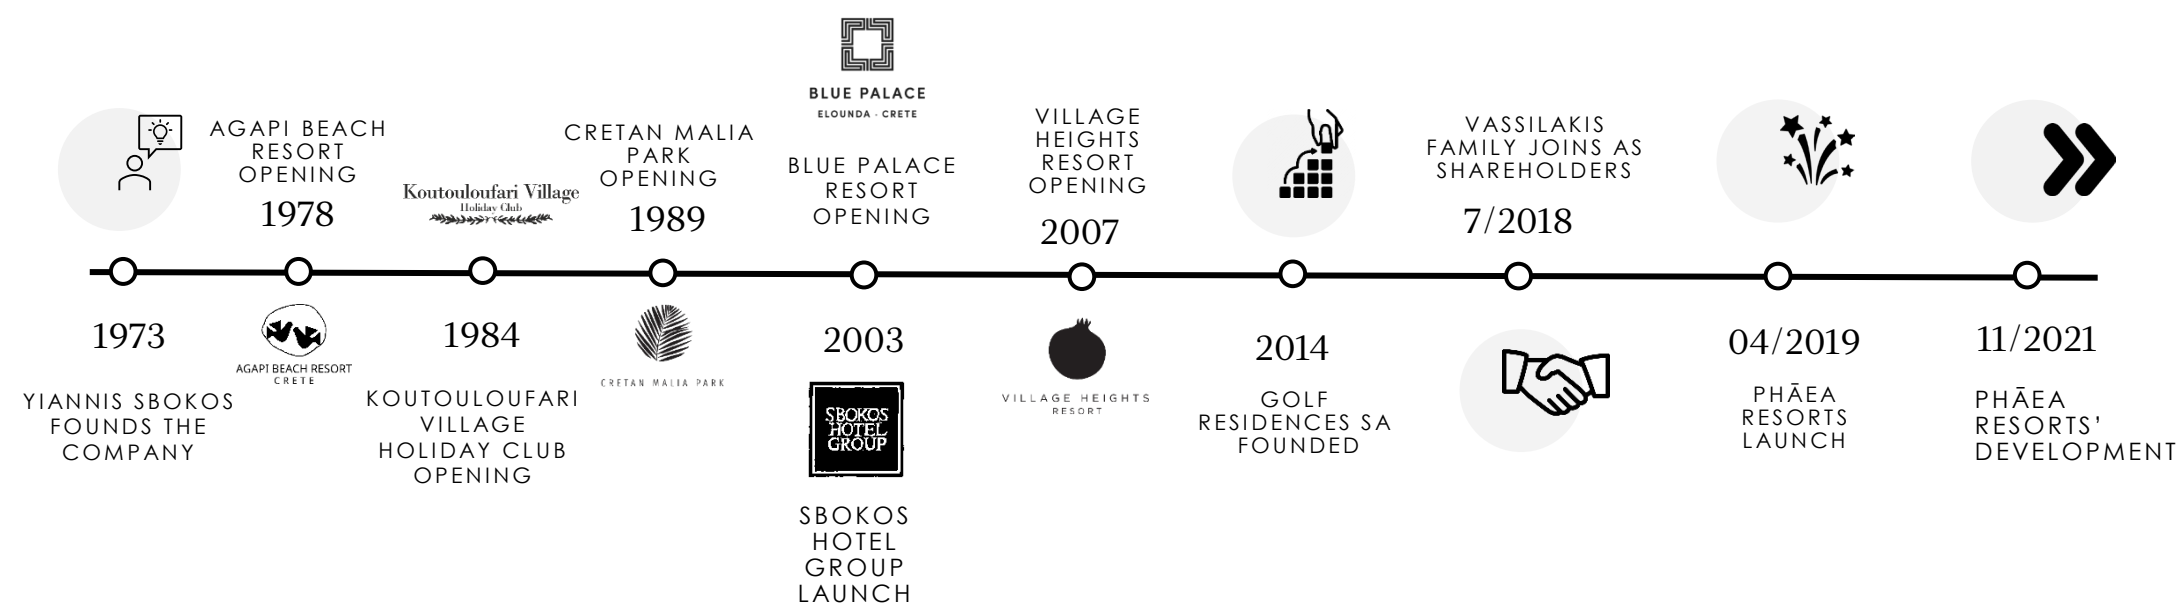 YIANNIS SBOKOS
FOUNDS THE
COMPANY
1973
AGAPI BEACH
RESORT
OPENING
1978
AGAPI BEACH RESORT
CRETE
Koutouloufari Village
Holiday Club
1984
KOUTOULOUFARI
VILLAGE
HOLIDAY CLUB
OPENING
CRETAN MALIA
PARK
OPENING
1989
CRETAN MALIA PARK
BLUE PALACE
ELOUNDA - CRETE
BLUE PALACE
RESORT
OPENING
2003
SBOKOS
HOTEL
GROUP
SBOKOS
HOTEL
GROUP
LAUNCH
VILLAGE
HEIGHTS
RESORT
OPENING
2007
VILLAGE HEIGHTS
RESORT
2014
GOLF
RESIDENCES SA
FOUNDED
VASSILAKIS
FAMILY JOINS AS
SHAREHOLDERS
7/2018
04/2019
PHĀEA
RESORTS
LAUNCH
11/2021
PHĀEA
RESORTS’
DEVELOPMENT